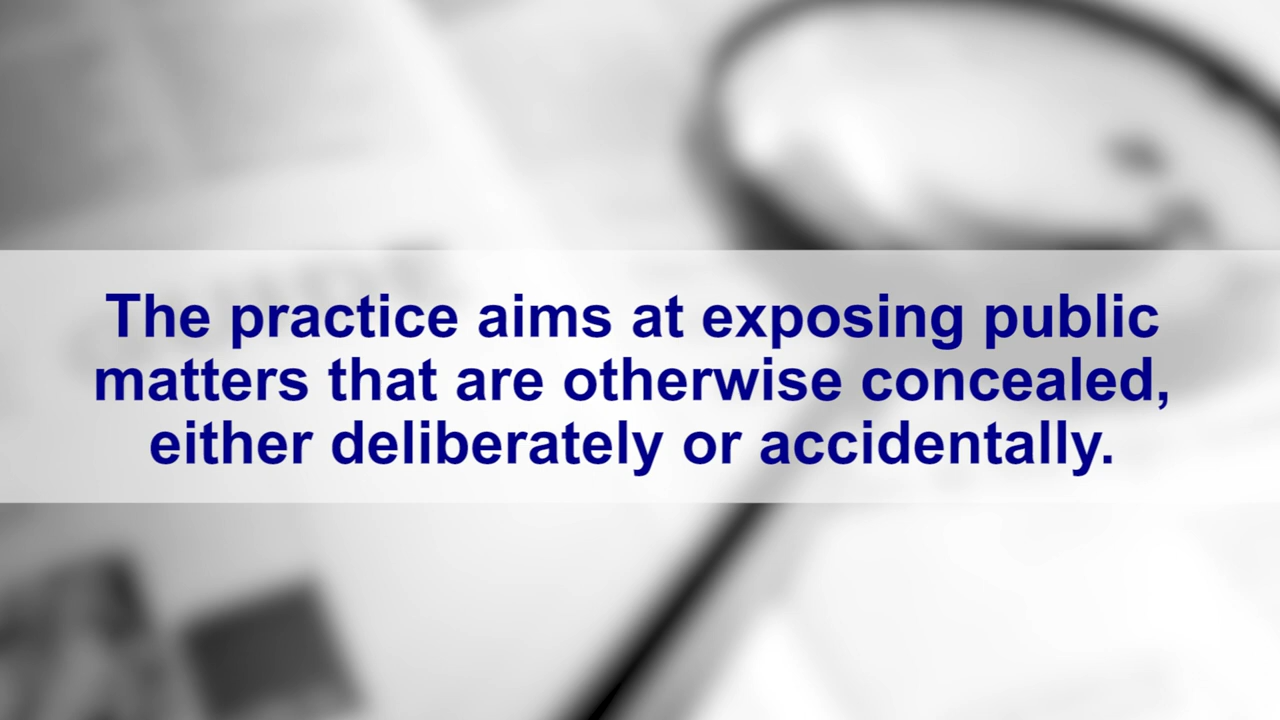 The practice aims at exposing public
matters that are otherwise concealed,
either deliberately or accidentally.